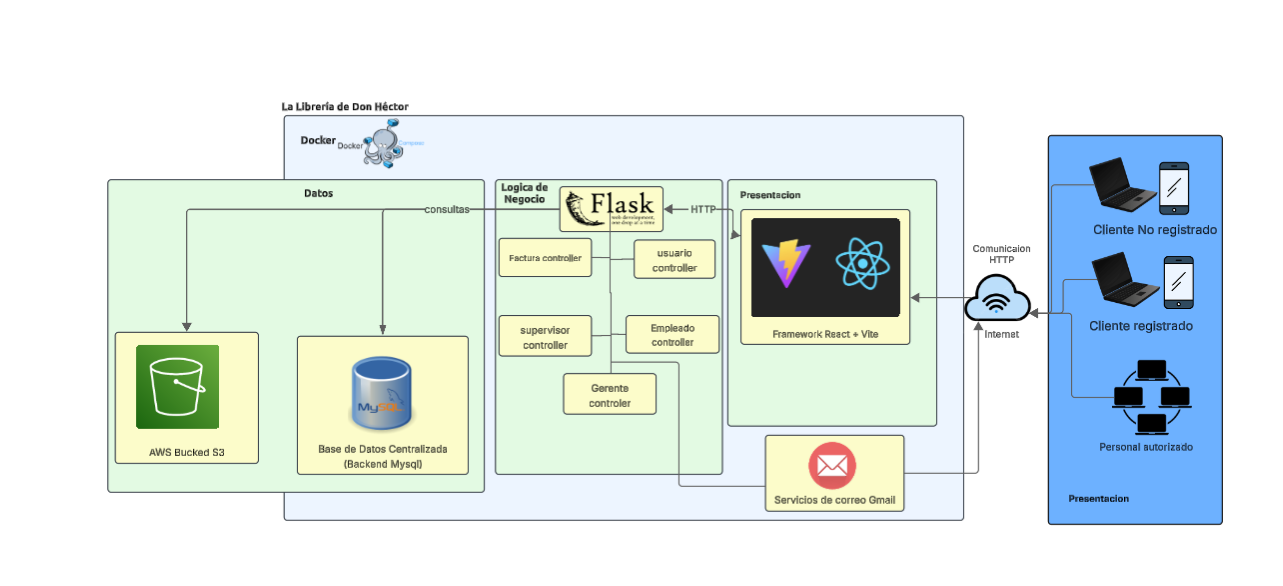 La Librería de Don Héctor
Docker
Docker
Compose
Datos
Logica de
Negocio
Flask
web development,
one drop at a time
HTTP
consultas
Presentacion
Factura controller
usuario
controller
supervisor
controller
Empleado
controller
Gerente
controler
Framework React + Vite
AWS Bucked S3
MySQL
Base de Datos Centralizada
(Backend Mysql)
Servicios de correo Gmail
Comunicaion
HTTP
Internet
Cliente No registrado
Cliente registrado
Personal autorizado
Presentacion